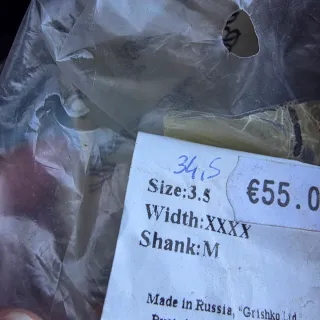 34,5
Size:3.5
€55.0
Width:XXXX
Shank:M
Made in Russia, "Grishko Ltd